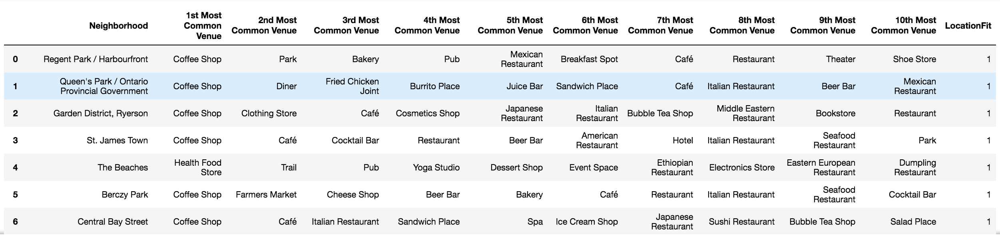 Neighborhood 1st Most Common Venue 2nd Most Common Venue 3rd Most Common Venue 4th Most Common Venue 5th Most Common Venue 6th Most Common Venue 7th Most Common Venue 8th Most Common Venue 9th Most Common Venue 10th Most Common Venue LocationFit
0 Regent Park / Harbourfront Coffee Shop Park Bakery Pub Mexican Restaurant Breakfast Spot Café Restaurant Theater Shoe Store 1
1 Queen's Park / Ontario Provincial Government Coffee Shop Diner Fried Chicken Joint Burrito Place Juice Bar Sandwich Place Café Italian Restaurant Beer Bar Mexican Restaurant 1
2 Garden District, Ryerson Coffee Shop Clothing Store Café Cosmetics Shop Japanese Restaurant Italian Restaurant Bubble Tea Shop Middle Eastern Restaurant Bookstore Restaurant 1
3 St. James Town Coffee Shop Café Cocktail Bar Restaurant Beer Bar American Restaurant Hotel Italian Restaurant Seafood Restaurant Park 1
4 The Beaches Health Food Store Trail Pub Yoga Studio Dessert Shop Event Space Ethiopian Restaurant Electronics Store Eastern European Restaurant Dumpling Restaurant 1
5 Berczy Park Coffee Shop Farmers Market Cheese Shop Beer Bar Bakery Café Restaurant Italian Restaurant Seafood Restaurant Cocktail Bar 1
6 Central Bay Street Coffee Shop Café Italian Restaurant Sandwich Place Spa Ice Cream Shop Japanese Restaurant Sushi Restaurant Bubble Tea Shop Salad Place 1